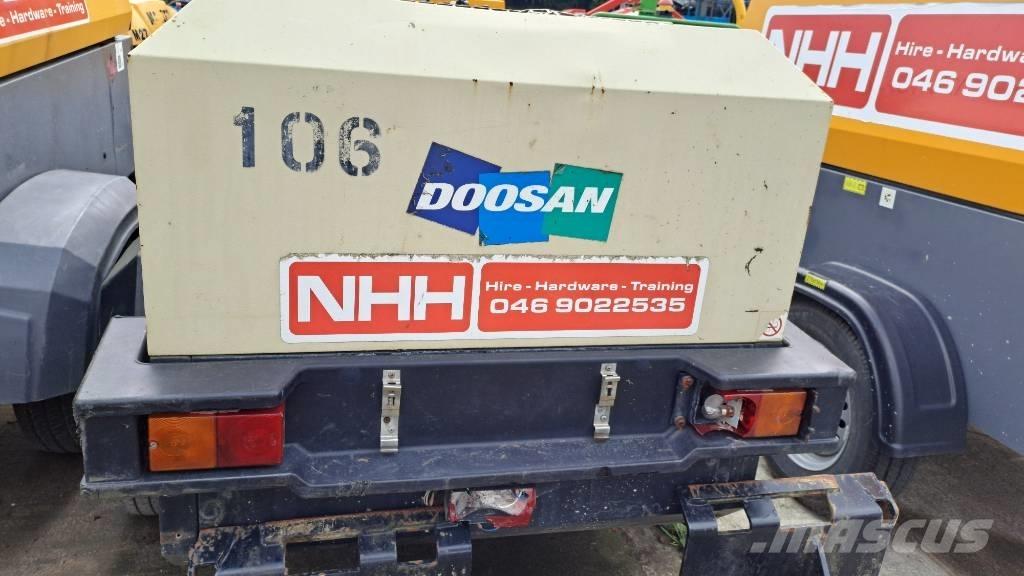 106
DOOSAN
NHH
Hire - Hardware - Training
046 9022535
NHH
Hire - Hardware
046 902
MASCUS